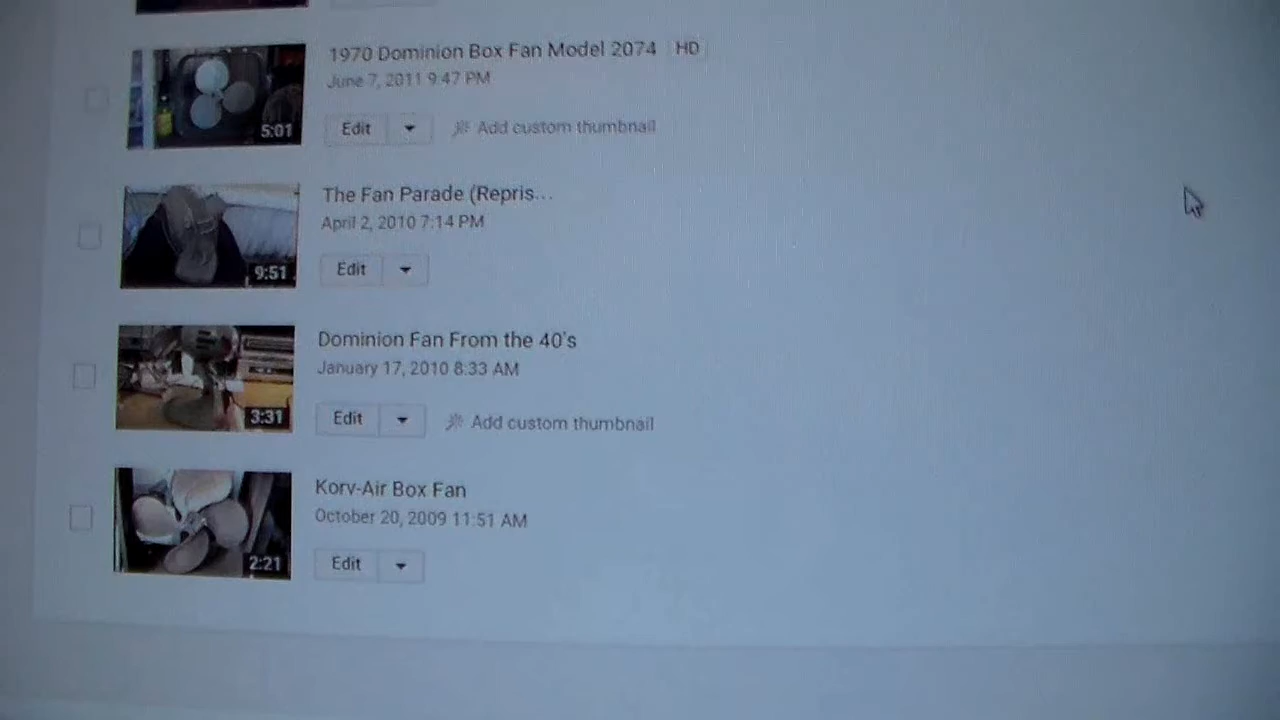 1970 Dominion Box Fan Model 2074 HD
June 7, 2011 9:47 PM
5:01
Edit
Add custom thumbnail
The Fan Parade (Repris...
April 2, 2010 7:14 PM
9:51
Edit
Dominion Fan From the 40's
January 17, 2010 8:33 AM
3:31
Edit
Add custom thumbnail
Korv-Air Box Fan
October 20, 2009 11:51 AM
2:21
Edit